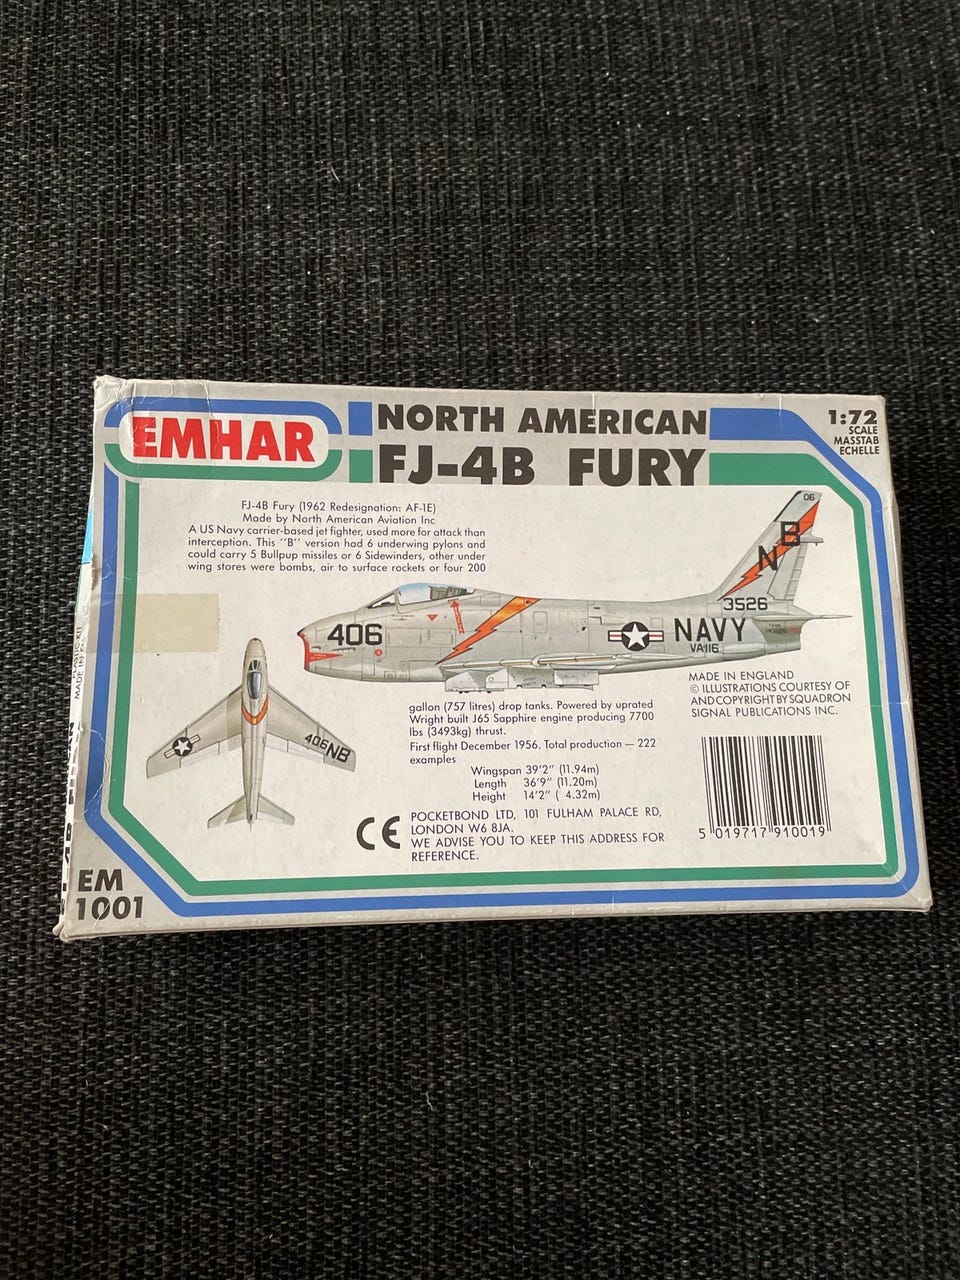 EMHAR
NORTH AMERICAN
FJ-4B FURY
1:72
SCALE
MASSTAB
ECHELLE
FJ-4B Fury (1962 Redesignation: AF-1E)
Made by North American Aviation Inc
A US Navy carrier-based jet fighter, used more for attack than
interception. This "B" version had 6 underwing pylons and
could carry 5 Bullpup missiles or 6 Sidewinders, other under
wing stores were bombs, air to surface rockets or four 200
06
NB
3526
406
NAVY
VA116
406NB
gallon (757 litres) drop tanks. Powered by uprated
Wright built J65 Sapphire engine producing 7700
lbs (3493kg) thrust.
First flight December 1956. Total production — 222
examples
Wingspan 39'2" (11.94m)
Length 36'9" (11.20m)
Height 14'2" ( 4.32m)
MADE IN ENGLAND
© ILLUSTRATIONS COURTESY OF
AND COPYRIGHT BY SQUADRON
SIGNAL PUBLICATIONS INC.
CE
POCKETBOND LTD, 101 FULHAM PALACE RD,
LONDON W6 8JA.
WE ADVISE YOU TO KEEP THIS ADDRESS FOR
REFERENCE.
5 019717 910019
EM
1001